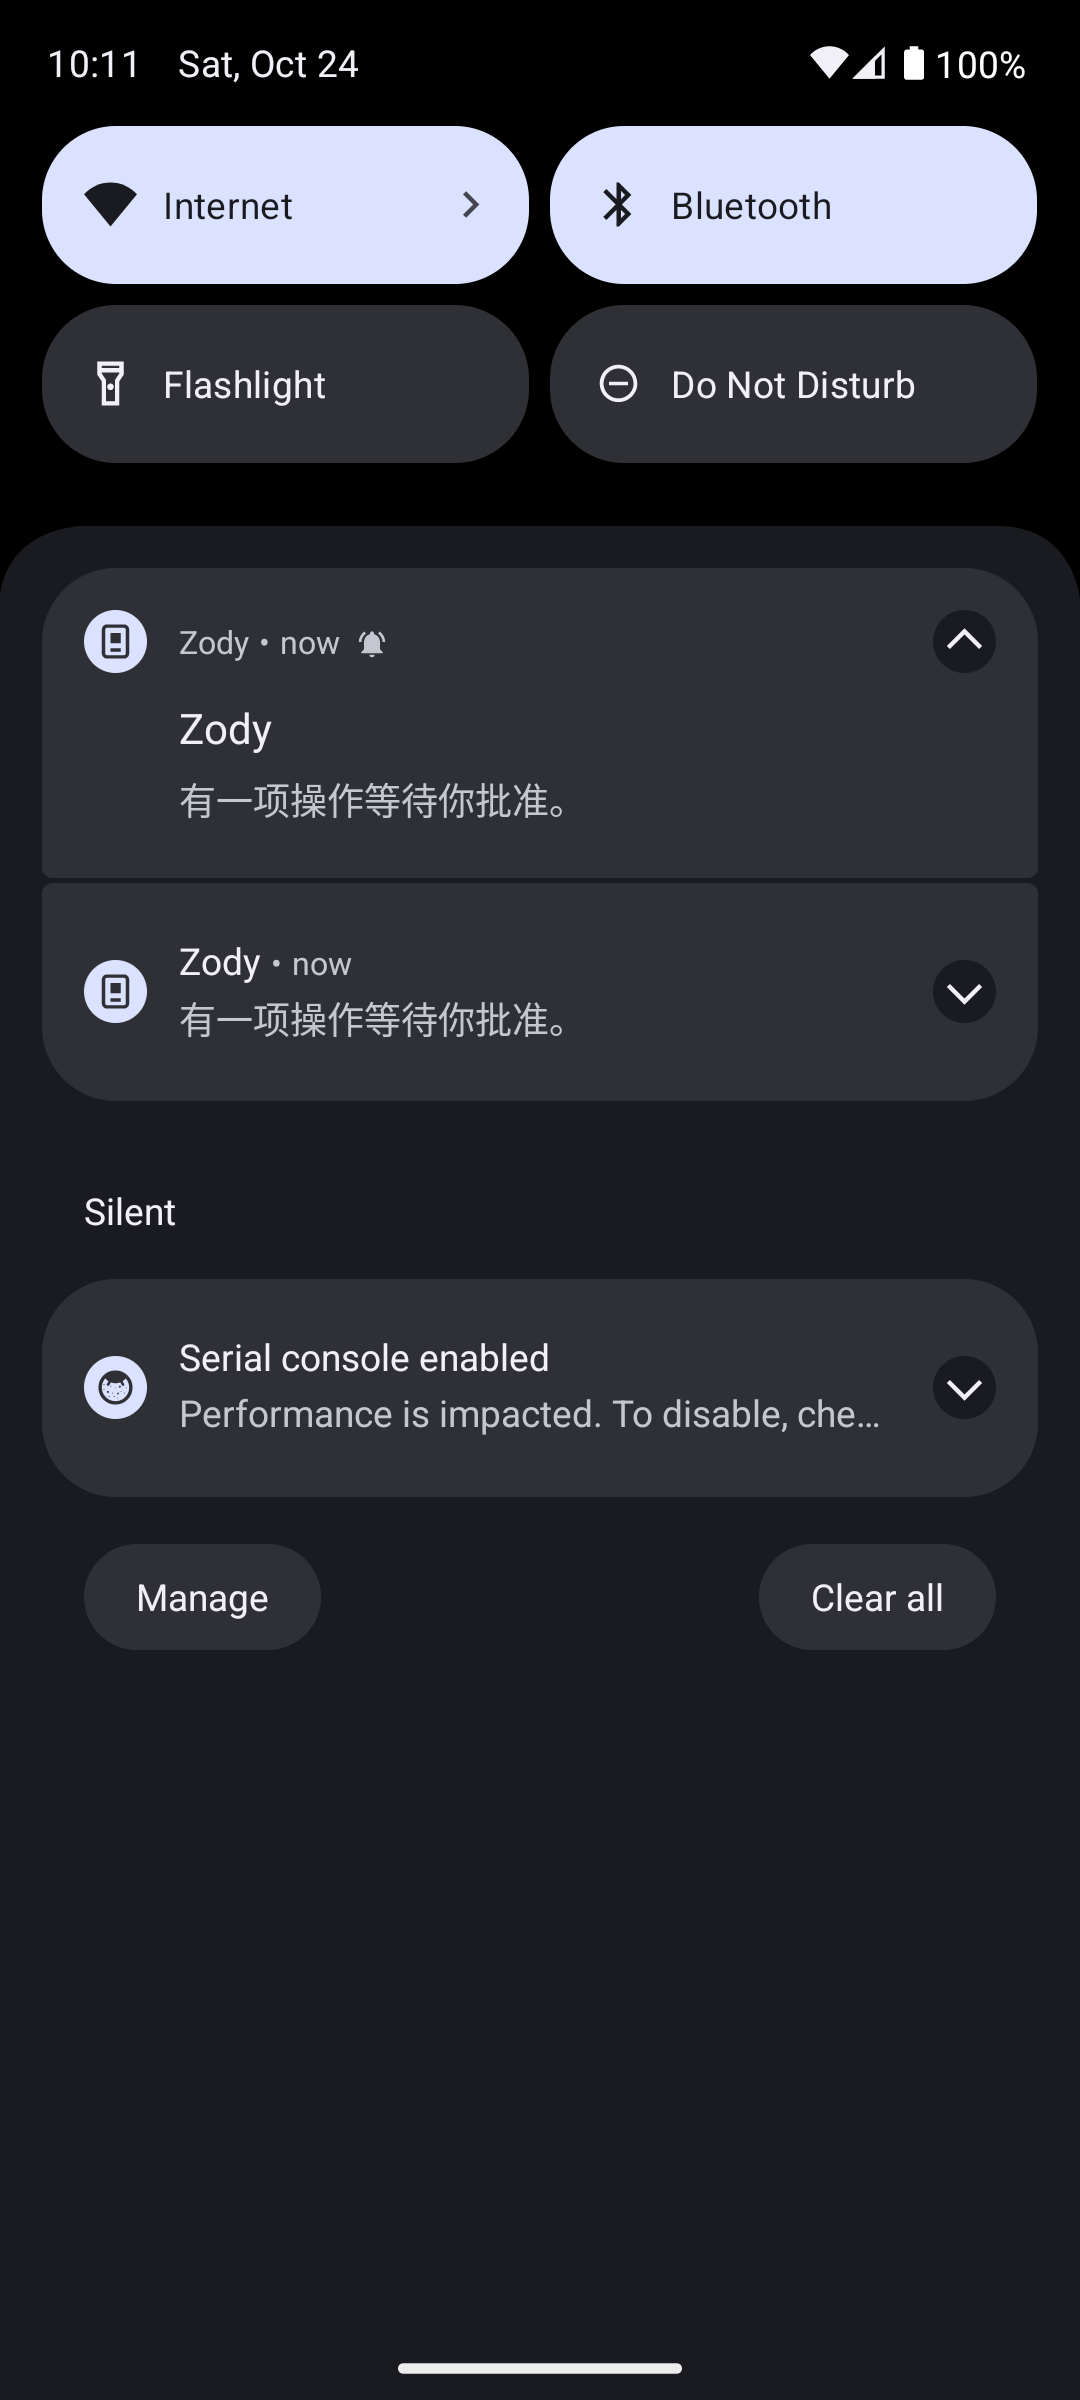 10:11 Sat, Oct 24 100%
Internet
Bluetooth
Flashlight
Do Not Disturb
Zody • now
Zody
有一项操作等待你批准。
Zody • now
有一项操作等待你批准。
Silent
Serial console enabled
Performance is impacted. To disable, che…
Manage
Clear all